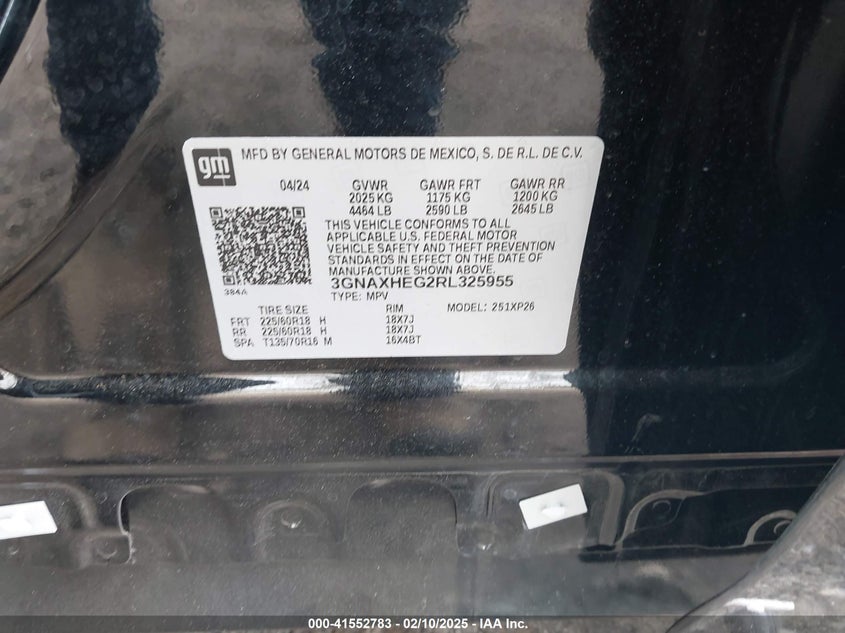 gm
MFD BY GENERAL MOTORS DE MEXICO, S. DE R.L. DE C.V.
04/24 GVWR GAWR FRT GAWR RR
2025 KG 1175 KG 1200 KG
4464 LB 2590 LB 2645 LB
THIS VEHICLE CONFORMS TO ALL
APPLICABLE U.S. FEDERAL MOTOR
VEHICLE SAFETY AND THEFT PREVENTION
STANDARDS IN EFFECT ON THE DATE OF
MANUFACTURE SHOWN ABOVE.
3GNAXHEG2RL325955
384A TYPE: MPV
TIRE SIZE RIM MODEL: 251XP26
FRT 225/60R18 H 18X7J
RR 225/60R18 H 18X7J
SPA T135/70R16 M 16X4BT
000-41552783 - 02/10/2025 - IAA Inc.